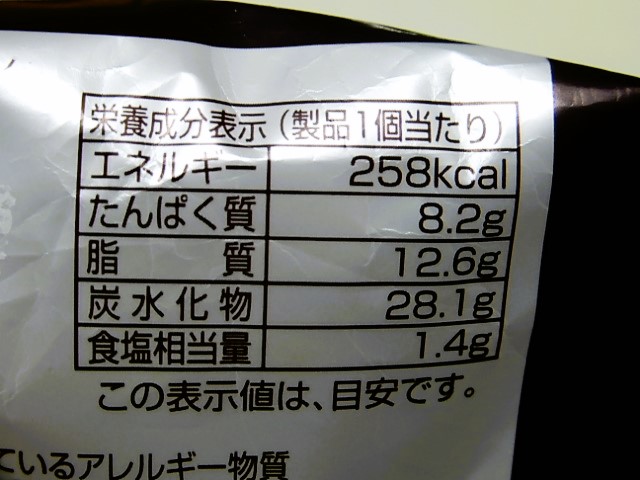 栄養成分表示(製品1個当たり)
エネルギー 258kcal
たんぱく質 8.2g
脂質 12.6g
炭水化物 28.1g
食塩相当量 1.4g
この表示値は、目安です。
ているアレルギー物質